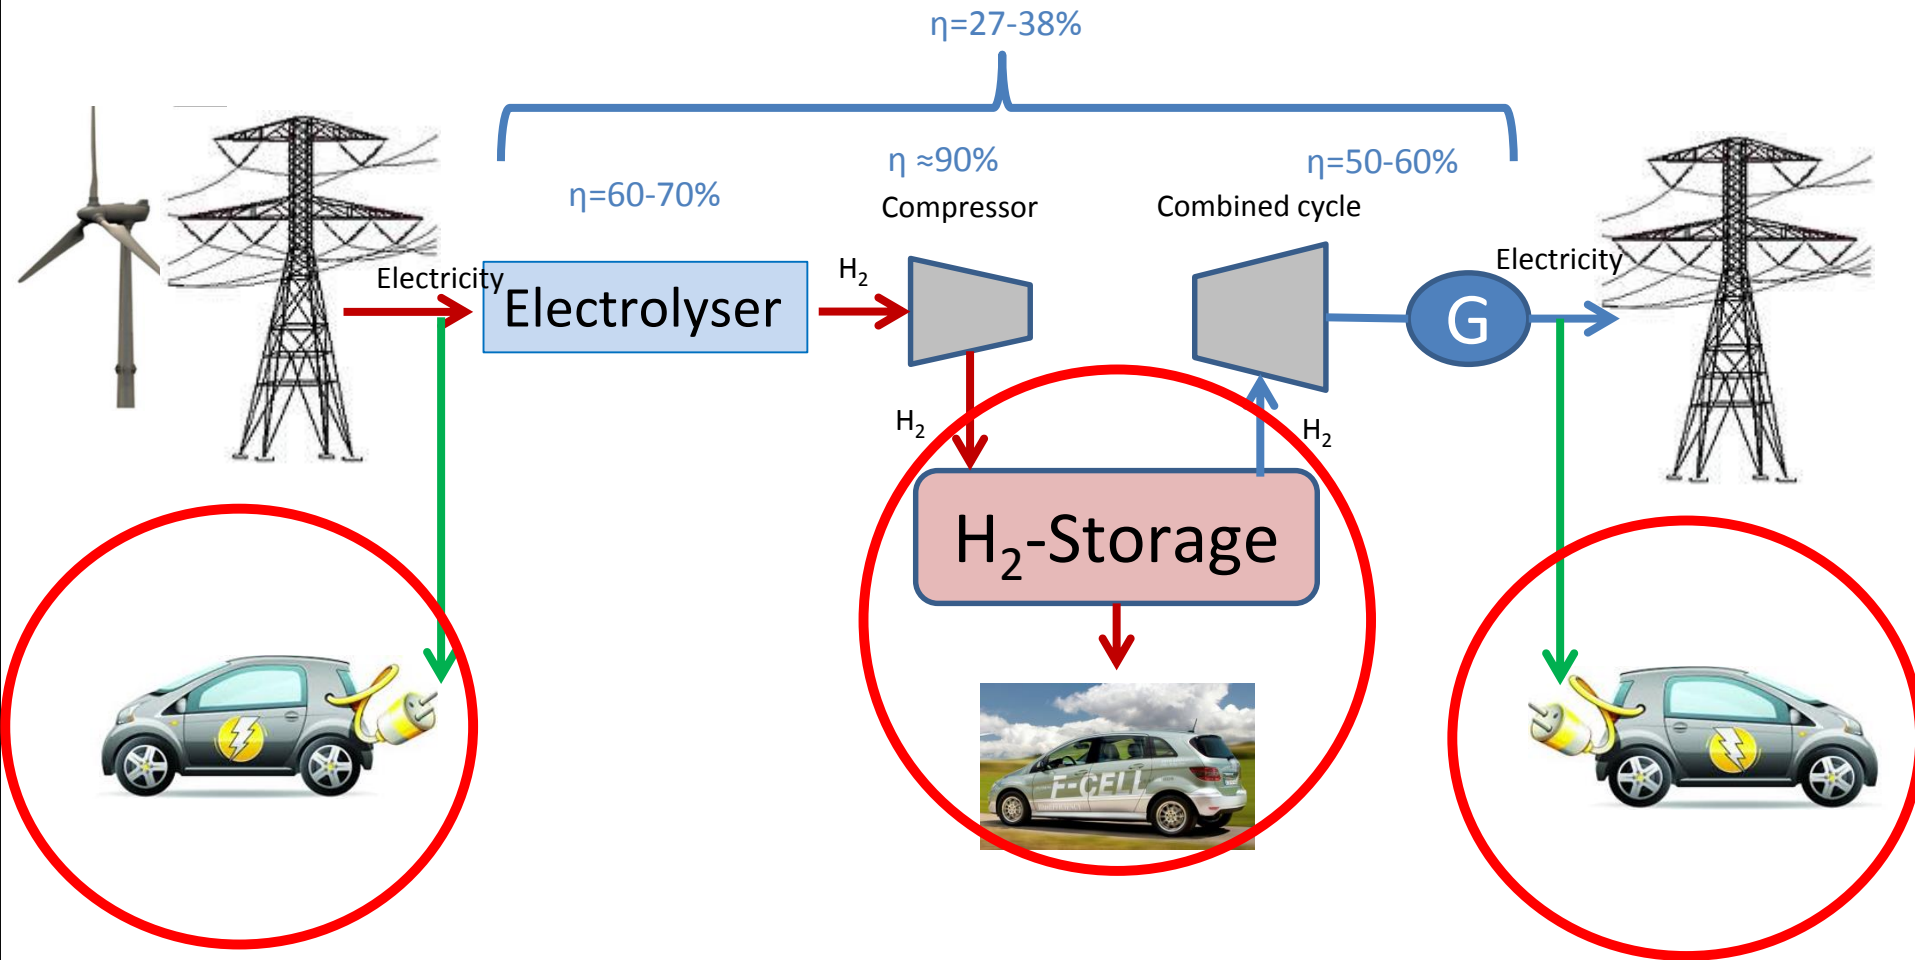 η=27-38%
η ≈90%
η=50-60%
η=60-70%
Compressor
Combined cycle
Electricity
H₂
Electricity
Electrolyser
G
H₂
H₂
H₂-Storage
F-CELL